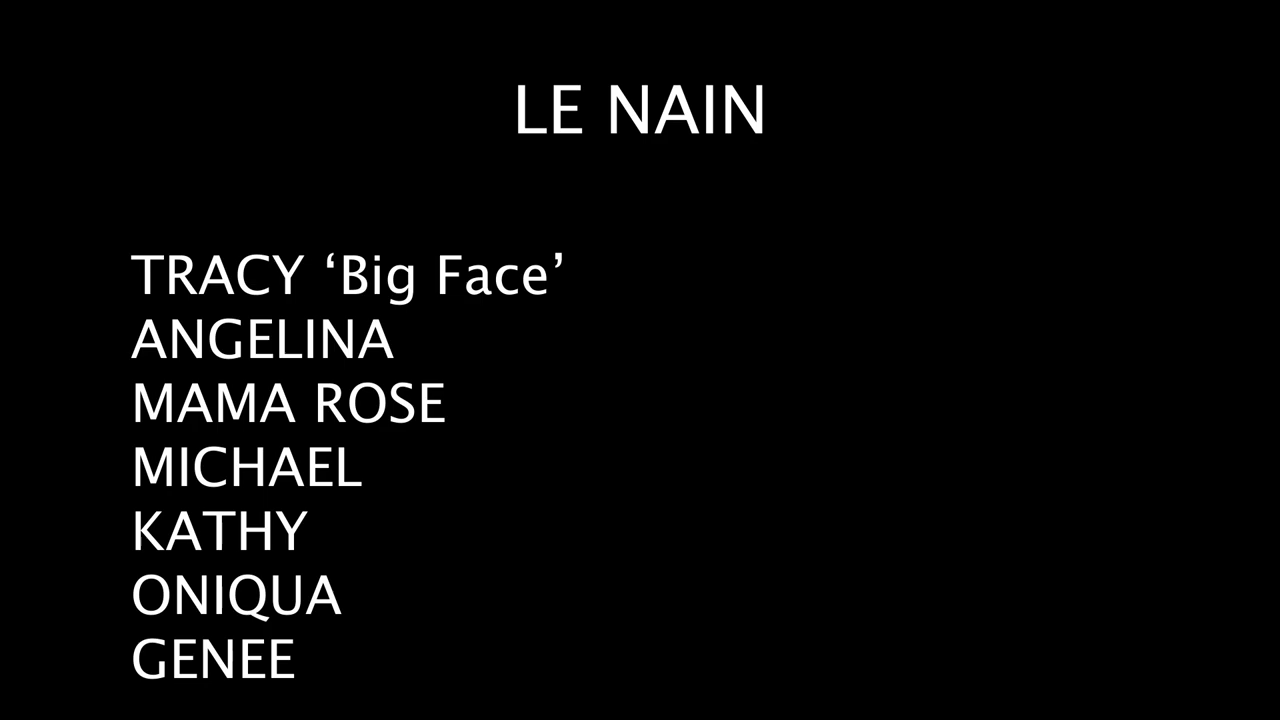 LE NAIN
TRACY ‘Big Face’
ANGELINA
MAMA ROSE
MICHAEL
KATHY
ONIQUA
GENEE